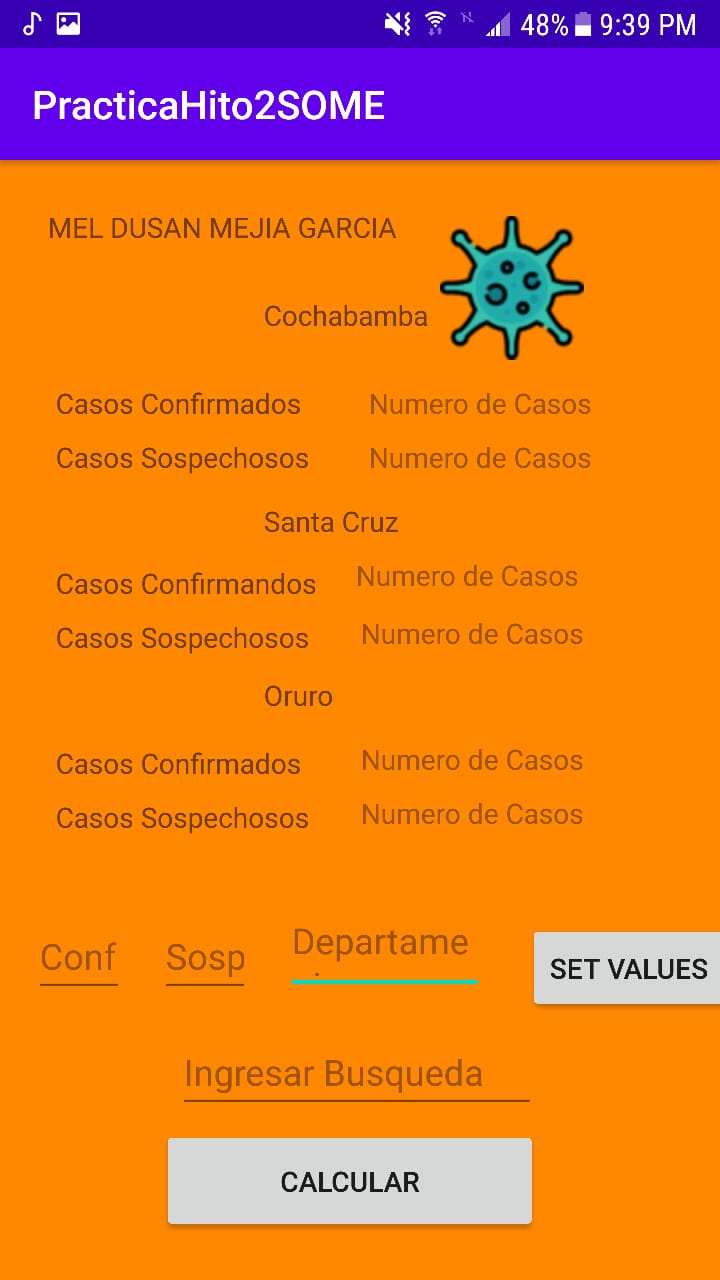 48% 9:39 PM
PracticaHito2SOME
MEL DUSAN MEJIA GARCIA
Cochabamba
Casos Confirmados Numero de Casos
Casos Sospechosos Numero de Casos
Santa Cruz
Casos Confirmandos Numero de Casos
Casos Sospechosos Numero de Casos
Oruro
Casos Confirmados Numero de Casos
Casos Sospechosos Numero de Casos
Conf Sosp Departame SET VALUES
Ingresar Busqueda
CALCULAR